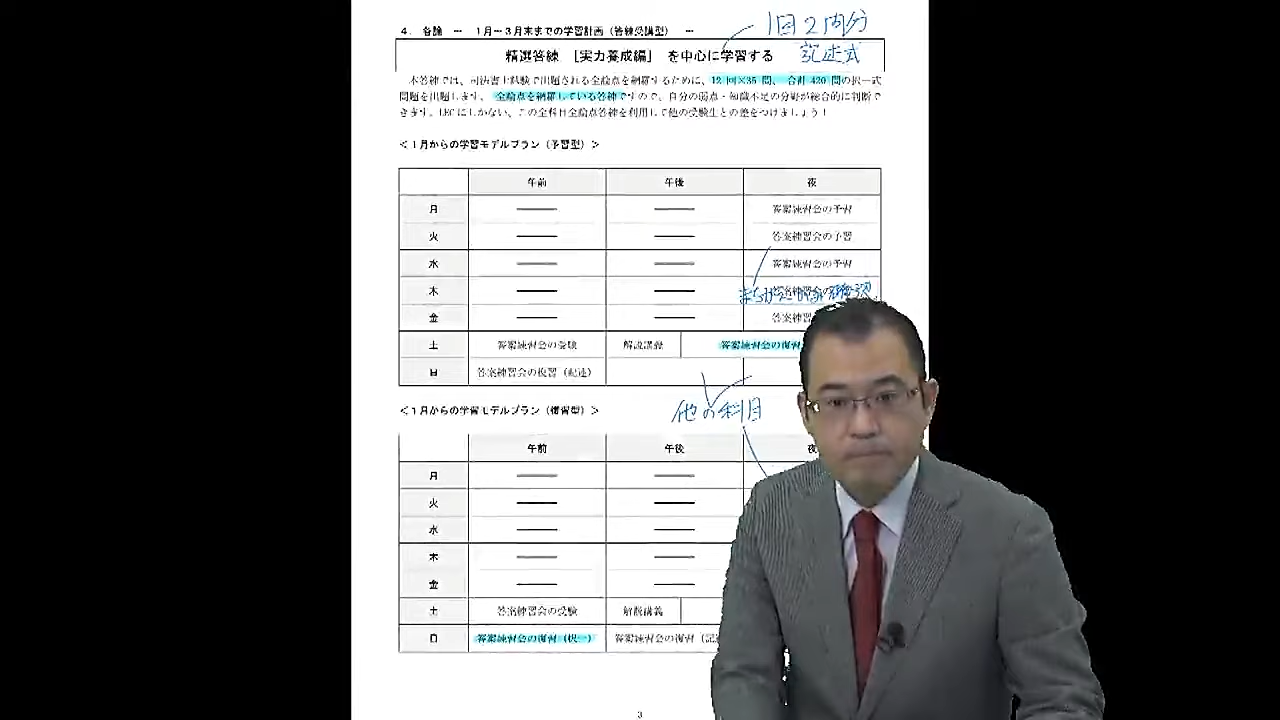 4. 各論 ― 1月～3月末までの学習計画（答練受講型） ―
1回2問分
記述式
精選答練 ［実力養成編］ を中心に学習する
本答練では、司法書士試験で出題される全論点を網羅するために、12回×35問、合計420問の択一式
問題を出題します。全論点を網羅している答練ですので、自分の弱点・知識不足の分野が総合的に判断で
きます。LECにしかない、この全科目全論点答練を利用して他の受験生との差をつけましょう！
＜1月からの学習モデルプラン（予習型）＞
午前 午後 夜
月 ―― ―― 答案練習会の予習
火 ―― ―― 答案練習会の予習
水 ―― ―― 答案練習会の予習
木 ―― ―― 答案練習会の
金 ―― ―― 答案練習
土 答案練習会の受験 解説講義 答案練習会の復習
日 答案練習会の復習（記述）
他の科目
＜1月からの学習モデルプラン（復習型）＞
午前 午後 夜
月 ―― ――
火 ―― ――
水 ―― ――
木 ―― ――
金 ―― ――
土 答案練習会の受験 解説講義
日 答案練習会の復習（択一） 答案練習会の復習（記
3